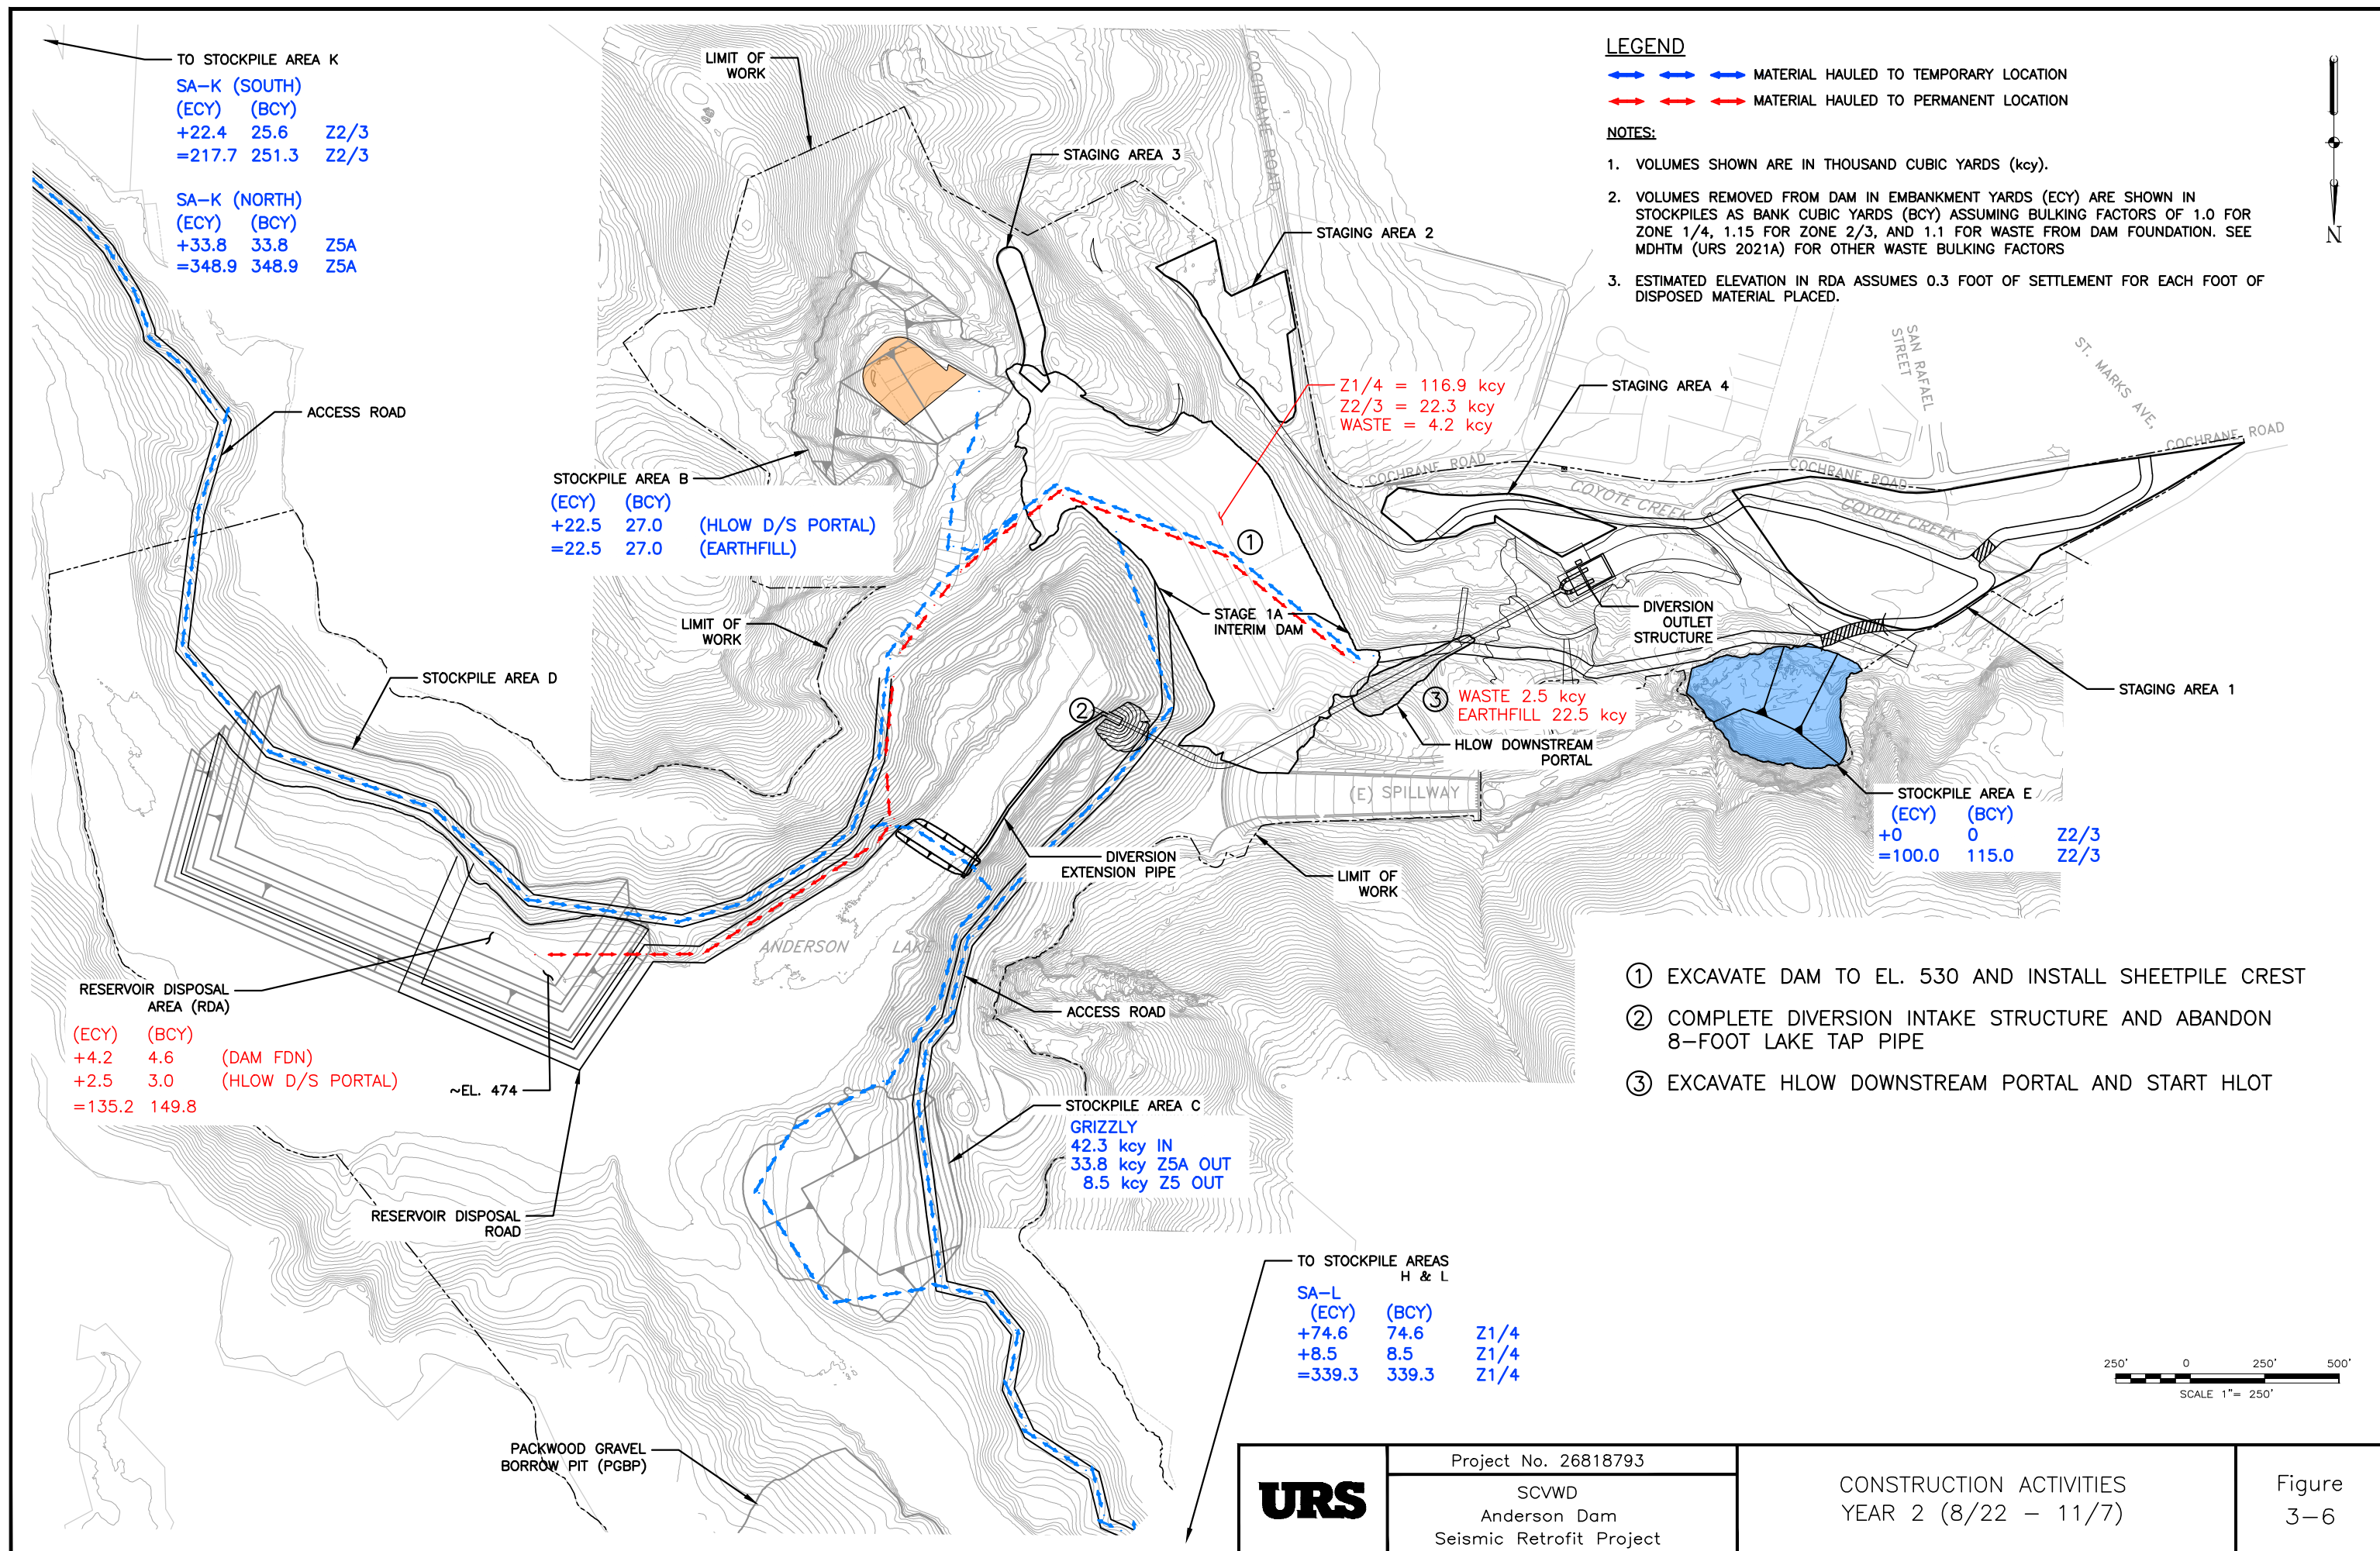 TO STOCKPILE AREA K
SA-K (SOUTH)
(ECY) (BCY)
+22.4 25.6 Z2/3
=217.7 251.3 Z2/3
SA-K (NORTH)
(ECY) (BCY)
+33.8 33.8 Z5A
=348.9 348.9 Z5A
LIMIT OF
WORK
STAGING AREA 3
COCHRANE ROAD
STAGING AREA 2
LEGEND
MATERIAL HAULED TO TEMPORARY LOCATION
MATERIAL HAULED TO PERMANENT LOCATION
NOTES:
1. VOLUMES SHOWN ARE IN THOUSAND CUBIC YARDS (kcy).
2. VOLUMES REMOVED FROM DAM IN EMBANKMENT YARDS (ECY) ARE SHOWN IN
STOCKPILES AS BANK CUBIC YARDS (BCY) ASSUMING BULKING FACTORS OF 1.0 FOR
ZONE 1/4, 1.15 FOR ZONE 2/3, AND 1.1 FOR WASTE FROM DAM FOUNDATION. SEE
MDHTM (URS 2021A) FOR OTHER WASTE BULKING FACTORS
3. ESTIMATED ELEVATION IN RDA ASSUMES 0.3 FOOT OF SETTLEMENT FOR EACH FOOT OF
DISPOSED MATERIAL PLACED.
N
ACCESS ROAD
Z1/4 = 116.9 kcy
Z2/3 = 22.3 kcy
WASTE = 4.2 kcy
STAGING AREA 4
SAN RAFAEL
STREET
ST. MARKS AVE,
COCHRANE ROAD
COCHRANE ROAD
COCHRANE ROAD
COYOTE CREEK
COYOTE CREEK
STOCKPILE AREA B
(ECY) (BCY)
+22.5 27.0 (HLOW D/S PORTAL)
=22.5 27.0 (EARTHFILL)
1
LIMIT OF
WORK
STAGE 1A
INTERIM DAM
DIVERSION
OUTLET
STRUCTURE
STOCKPILE AREA D
STAGING AREA 1
2
3
WASTE 2.5 kcy
EARTHFILL 22.5 kcy
HLOW DOWNSTREAM
PORTAL
(E) SPILLWAY
STOCKPILE AREA E
(ECY) (BCY)
+0 0 Z2/3
=100.0 115.0 Z2/3
DIVERSION
EXTENSION PIPE
LIMIT OF
WORK
ANDERSON LAKE
RESERVOIR DISPOSAL
AREA (RDA)
(ECY) (BCY)
+4.2 4.6 (DAM FDN)
+2.5 3.0 (HLOW D/S PORTAL)
=135.2 149.8
~EL. 474
ACCESS ROAD
1 EXCAVATE DAM TO EL. 530 AND INSTALL SHEETPILE CREST
2 COMPLETE DIVERSION INTAKE STRUCTURE AND ABANDON
8-FOOT LAKE TAP PIPE
3 EXCAVATE HLOW DOWNSTREAM PORTAL AND START HLOT
STOCKPILE AREA C
GRIZZLY
42.3 kcy IN
33.8 kcy Z5A OUT
8.5 kcy Z5 OUT
RESERVOIR DISPOSAL
ROAD
TO STOCKPILE AREAS
H & L
SA-L
(ECY) (BCY)
+74.6 74.6 Z1/4
+8.5 8.5 Z1/4
=339.3 339.3 Z1/4
250' 0 250' 500'
SCALE 1"= 250'
PACKWOOD GRAVEL
BORROW PIT (PGBP)
URS
Project No. 26818793
SCVWD
Anderson Dam
Seismic Retrofit Project
CONSTRUCTION ACTIVITIES
YEAR 2 (8/22 - 11/7)
Figure
3-6